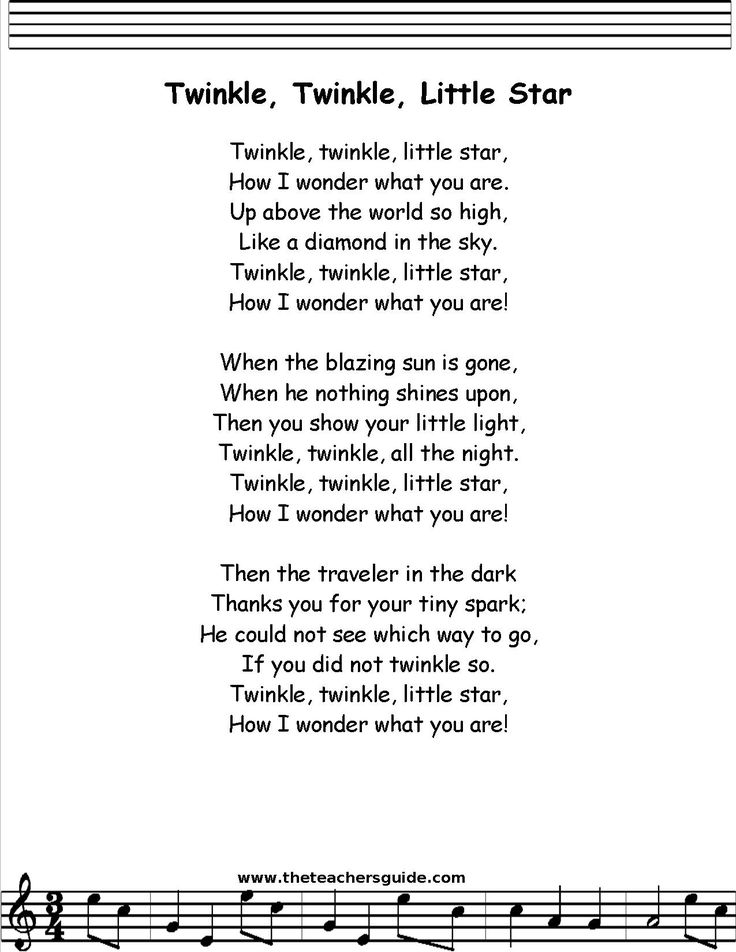 Twinkle, Twinkle, Little Star
Twinkle, twinkle, little star,
How I wonder what you are.
Up above the world so high,
Like a diamond in the sky.
Twinkle, twinkle, little star,
How I wonder what you are!
When the blazing sun is gone,
When he nothing shines upon,
Then you show your little light,
Twinkle, twinkle, all the night.
Twinkle, twinkle, little star,
How I wonder what you are!
Then the traveler in the dark
Thanks you for your tiny spark;
He could not see which way to go,
If you did not twinkle so.
Twinkle, twinkle, little star,
How I wonder what you are!
www.theteachersguide.com
3
4